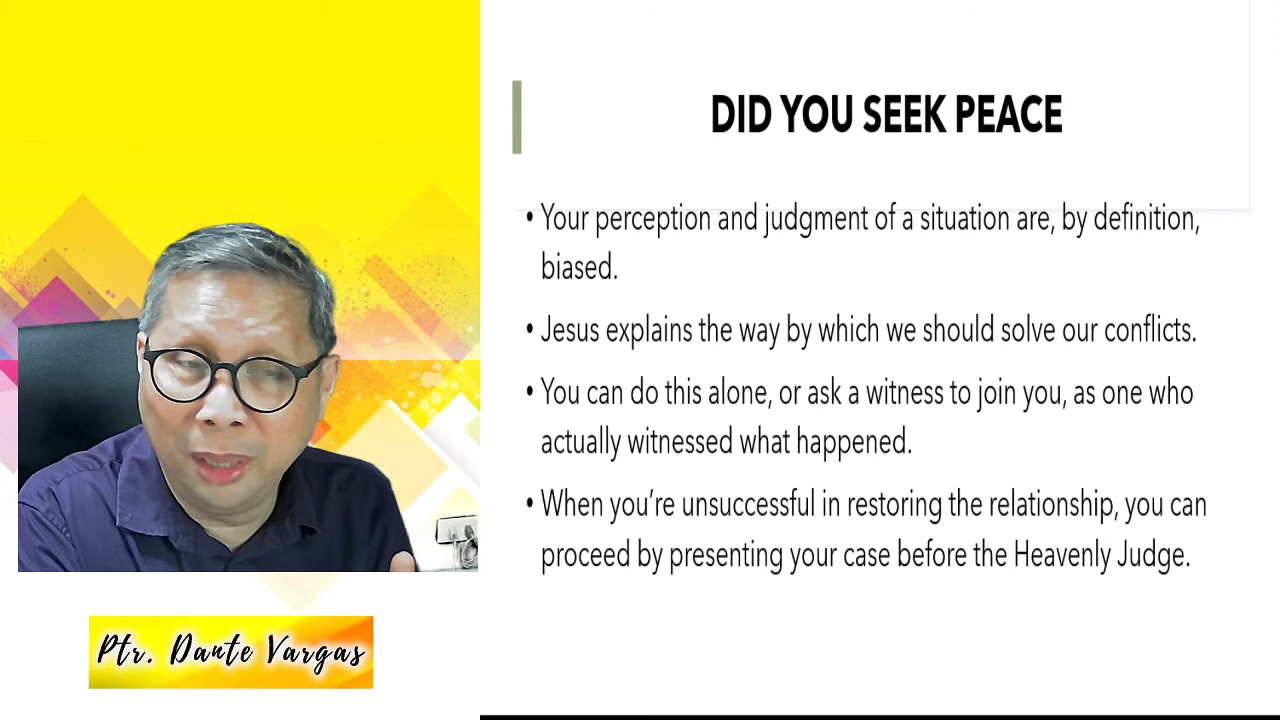 DID YOU SEEK PEACE
• Your perception and judgment of a situation are, by definition,
biased.
• Jesus explains the way by which we should solve our conflicts.
• You can do this alone, or ask a witness to join you, as one who
actually witnessed what happened.
• When you’re unsuccessful in restoring the relationship, you can
proceed by presenting your case before the Heavenly Judge.
Ptr. Dante Vargas